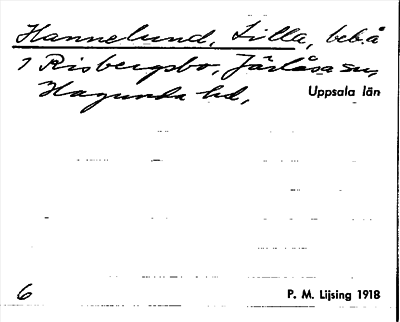 Hannelund, Lilla, beb. å
1 Risbergsbo, Järlåsa sn,
Hagunda hd,
Uppsala län
6
P. M. Lijsing 1918